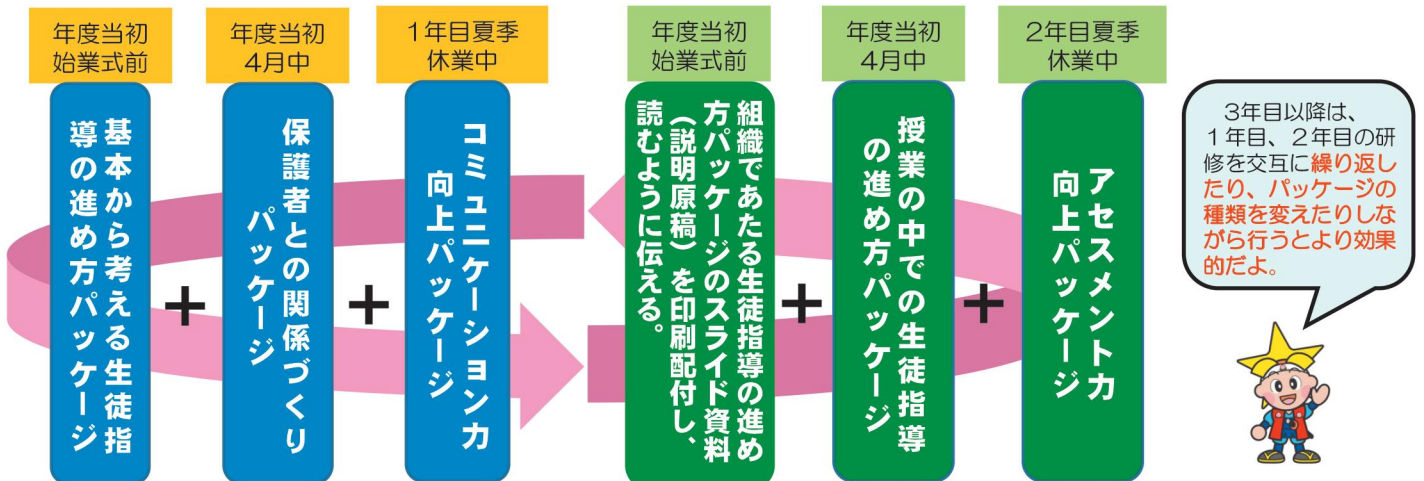 年度当初
始業式前
基本から考える生徒指
導の進め方パッケージ
+
年度当初
4月中
保護者との関係づくり
パッケージ
+
1年目夏季
休業中
コミュニケーション力
向上パッケージ
年度当初
始業式前
組織であたる生徒指導の進め
方パッケージのスライド資料
(説明原稿)を印刷配付し、
読むように伝える。
+
年度当初
4月中
授業の中での生徒指導
の進め方パッケージ
+
2年目夏季
休業中
アセスメント力
向上パッケージ
3年目以降は、
1年目、2年目の研
修を交互に繰り返し
たり、パッケージの
種類を変えたりしな
がら行うとより効果
的だよ。